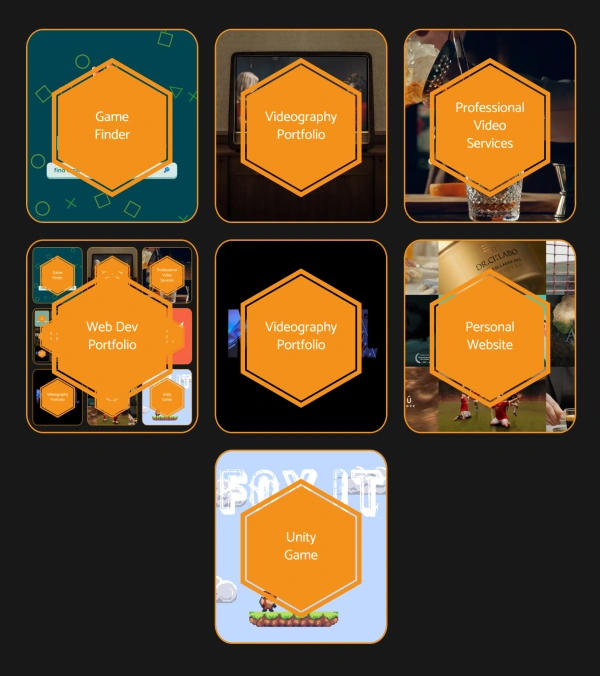 Game
Finder
Find
Videography
Portfolio
Professional
Video
Services
Web Dev
Portfolio
Game
Finder
Professional
Video
Services
Videography
Portfolio
Unity
Game
Videography
Portfolio
DR.CI:LABO
Personal
Website
FOX IT
Unity
Game